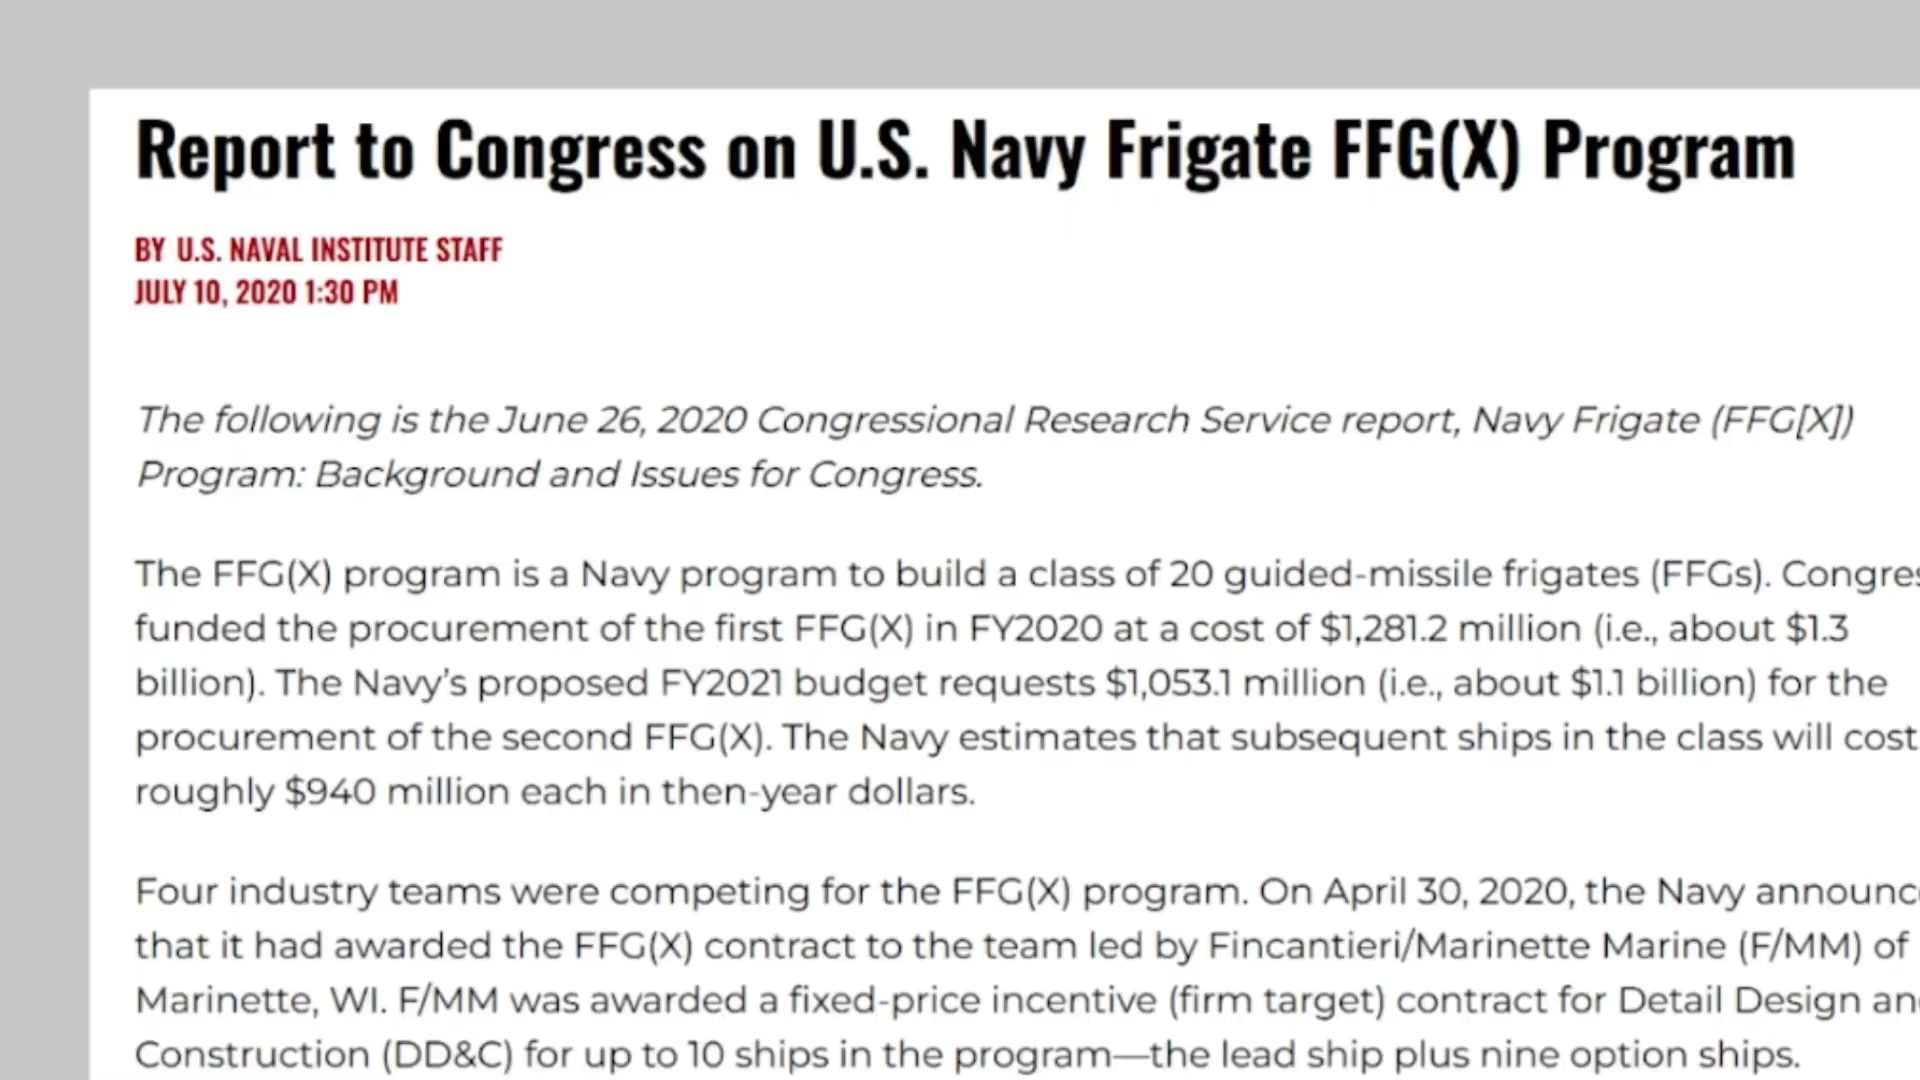 Report to Congress on U.S. Navy Frigate FFG(X) Program
BY U.S. NAVAL INSTITUTE STAFF
JULY 10, 2020 1:30 PM
The following is the June 26, 2020 Congressional Research Service report, Navy Frigate (FFG[X])
Program: Background and Issues for Congress.
The FFG(X) program is a Navy program to build a class of 20 guided-missile frigates (FFGs).
funded the procurement of the first FFG(X) in FY2020 at a cost of $1,281.2 million (i.e., about $1.3
billion). The Navy’s proposed FY2021 budget requests $1,053.1 million (i.e., about $1.1 billion) for the
procurement of the second FFG(X). The Navy estimates that subsequent ships in the class will cost
roughly $940 million each in then-year dollars.
Four industry teams were competing for the FFG(X) program. On April 30, 2020, the Navy
that it had awarded the FFG(X) contract to the team led by Fincantieri/Marinette Marine (F/MM) of
Marinette, WI. F/MM was awarded a fixed-price incentive (firm target) contract for Detail Design
Construction (DD&C) for up to 10 ships in the program—the lead ship plus nine option ships.